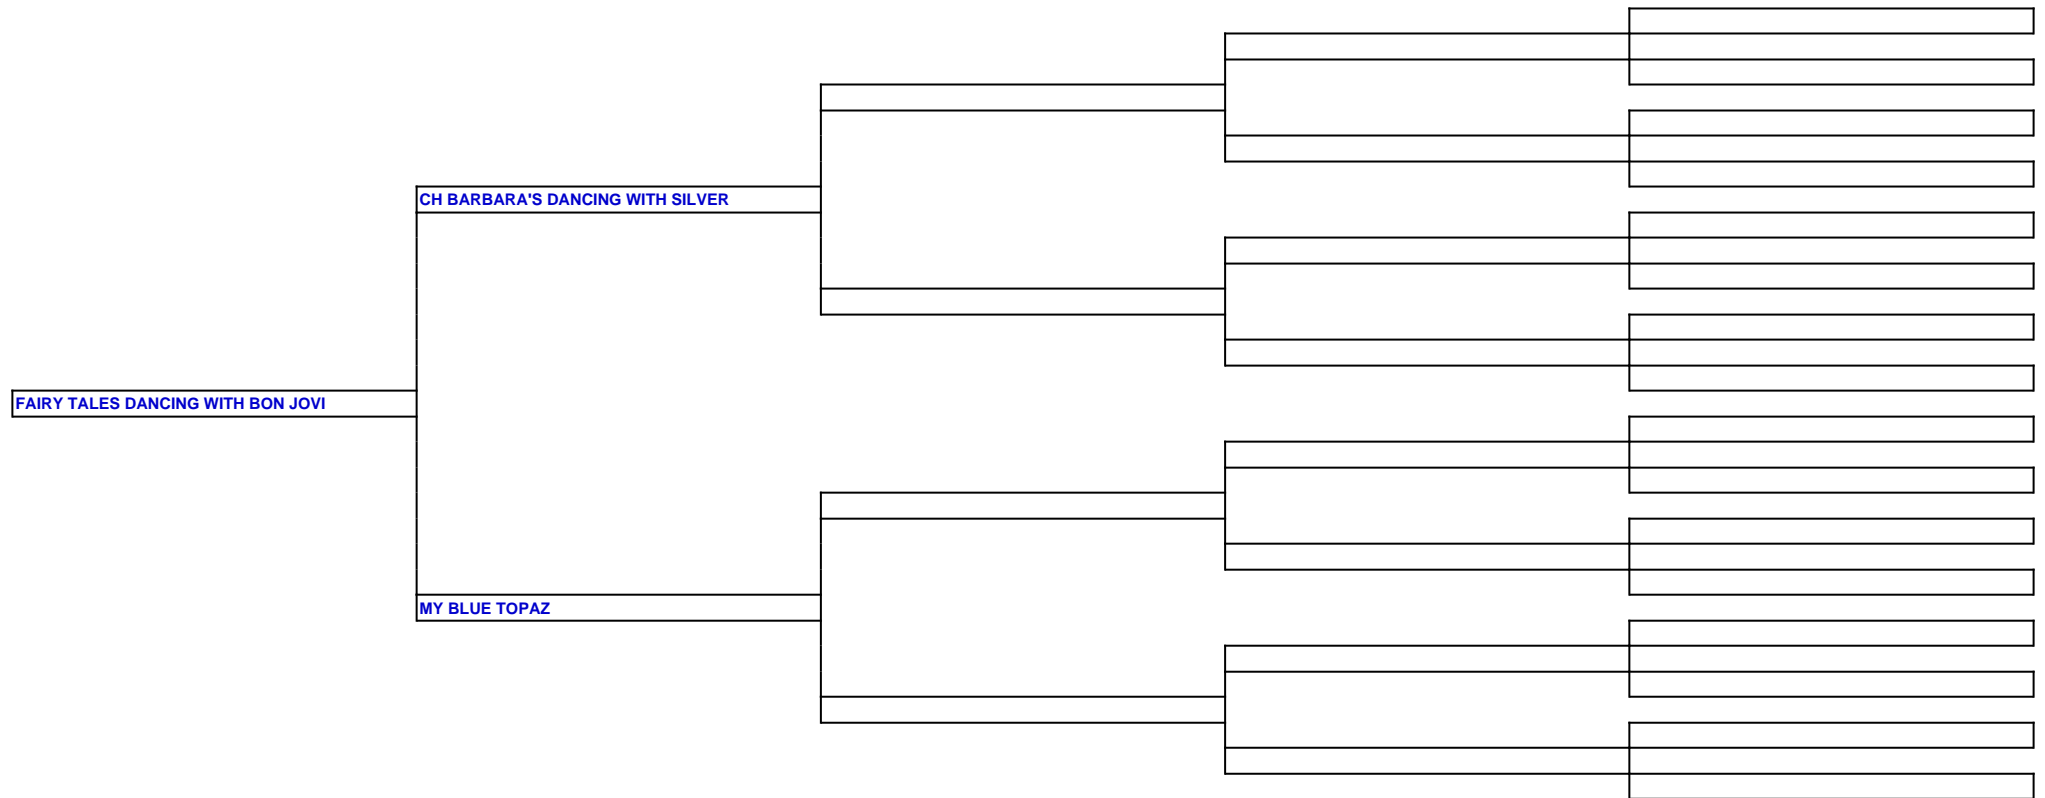 CH BARBARA'S DANCING WITH SILVER
FAIRY TALES DANCING WITH BON JOVI
MY BLUE TOPAZ